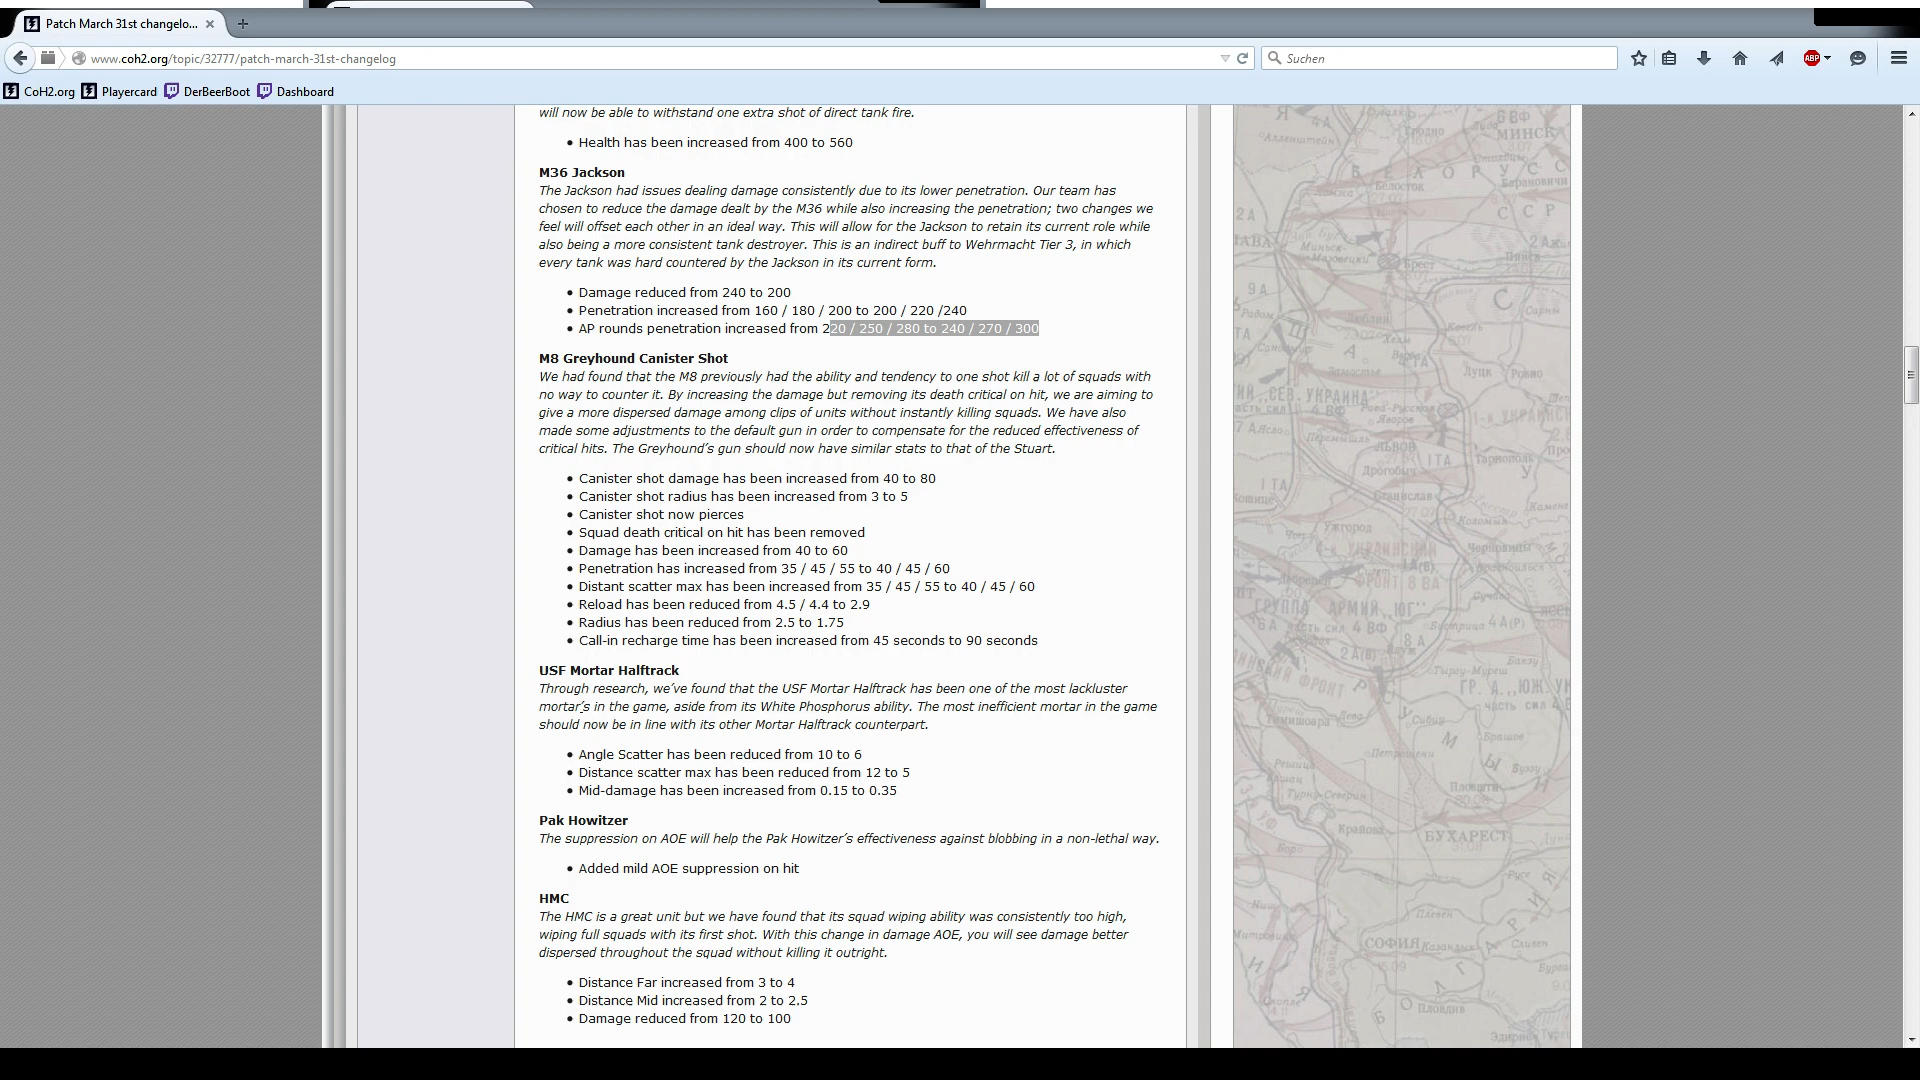 Patch March 31st changelo...
www.coh2.org/topic/32777/patch-march-31st-changelog
Suchen
ABP
CoH2.org
Playercard
DerBeerBoot
Dashboard
will now be able to withstand one extra shot of direct tank fire.
• Health has been increased from 400 to 560
M36 Jackson
The Jackson had issues dealing damage consistently due to its lower penetration. Our team has
chosen to reduce the damage dealt by the M36 while also increasing the penetration; two changes we
feel will offset each other in an ideal way. This will allow for the Jackson to retain its current role while
also being a more consistent tank destroyer. This is an indirect buff to Wehrmacht Tier 3, in which
every tank was hard countered by the Jackson in its current form.
• Damage reduced from 240 to 200
• Penetration increased from 160 / 180 / 200 to 200 / 220 /240
• AP rounds penetration increased from 220 / 250 / 280 to 240 / 270 / 300
M8 Greyhound Canister Shot
We had found that the M8 previously had the ability and tendency to one shot kill a lot of squads with
no way to counter it. By increasing the damage but removing its death critical on hit, we are aiming to
give a more dispersed damage among clips of units without instantly killing squads. We have also
made some adjustments to the default gun in order to compensate for the reduced effectiveness of
critical hits. The Greyhound's gun should now have similar stats to that of the Stuart.
• Canister shot damage has been increased from 40 to 80
• Canister shot radius has been increased from 3 to 5
• Canister shot now pierces
• Squad death critical on hit has been removed
• Damage has been increased from 40 to 60
• Penetration has increased from 35 / 45 / 55 to 40 / 45 / 60
• Distant scatter max has been increased from 35 / 45 / 55 to 40 / 45 / 60
• Reload has been reduced from 4.5 / 4.4 to 2.9
• Radius has been reduced from 2.5 to 1.75
• Call-in recharge time has been increased from 45 seconds to 90 seconds
USF Mortar Halftrack
Through research, we've found that the USF Mortar Halftrack has been one of the most lackluster
mortar's in the game, aside from its White Phosphorus ability. The most inefficient mortar in the game
should now be in line with its other Mortar Halftrack counterpart.
• Angle Scatter has been reduced from 10 to 6
• Distance scatter max has been reduced from 12 to 5
• Mid-damage has been increased from 0.15 to 0.35
Pak Howitzer
The suppression on AOE will help the Pak Howitzer's effectiveness against blobbing in a non-lethal way.
• Added mild AOE suppression on hit
HMC
The HMC is a great unit but we have found that its squad wiping ability was consistently too high,
wiping full squads with its first shot. With this change in damage AOE, you will see damage better
dispersed throughout the squad without killing it outright.
• Distance Far increased from 3 to 4
• Distance Mid increased from 2 to 2.5
• Damage reduced from 120 to 100
МИНСК
Брест
ЛЬВОВ
Тарнополь
Дрогобыч
Станислав
Ужгород
Черновицы
БУХАРЕСТ
Крайова
СОФИЯ